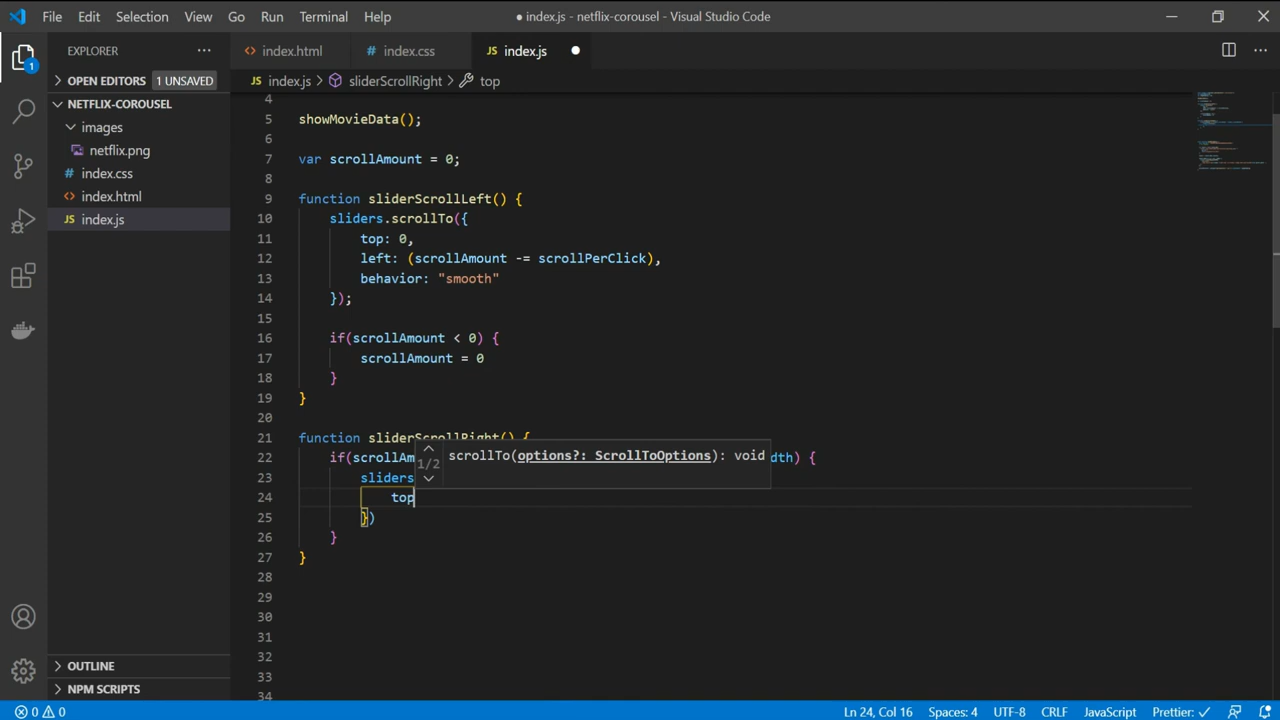 File Edit Selection View Go Run Terminal Help
● index.js - netflix-corousel - Visual Studio Code
EXPLORER
OPEN EDITORS 1 UNSAVED
NETFLIX-COROUSEL
images
netflix.png
index.css
index.html
JS index.js
OUTLINE
NPM SCRIPTS
1
index.html
index.css
JS index.js
JS index.js > sliderScrollRight > top
4
5 showMovieData();
6
7 var scrollAmount = 0;
8
9 function sliderScrollLeft() {
10 sliders.scrollTo({
11 top: 0,
12 left: (scrollAmount -= scrollPerClick),
13 behavior: "smooth"
14 });
15
16 if(scrollAmount < 0) {
17 scrollAmount = 0
18 }
19 }
20
21 function sliderScrollRight() {
22 if(scrollAm dth) {
1/2 scrollTo(options?: ScrollToOptions): void
23 sliders
24 top
25 })
26 }
27 }
28
29
30
31
32
33
34
0 0
Ln 24, Col 16 Spaces: 4 UTF-8 CRLF JavaScript Prettier: ✓